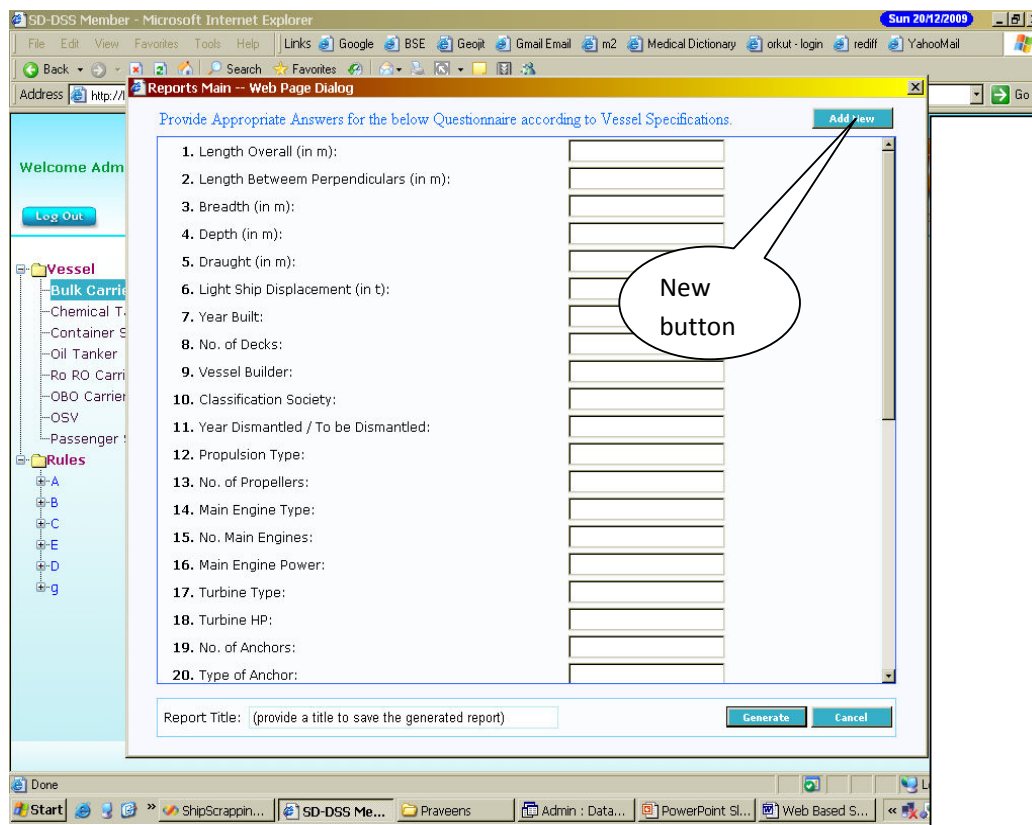 SD-DSS Member - Microsoft Internet Explorer
Sun 20/12/2009
File Edit View Favorites Tools Help Links Google BSE Geojit Gmail Email m2 Medical Dictionary orkut - login rediff YahooMail
Back Search Favorites
Address http://l Go
Reports Main -- Web Page Dialog
Provide Appropriate Answers for the below Questionnaire according to Vessel Specifications.
Add New
Welcome Adm
Log Out
Vessel
Bulk Carrie
Chemical T
Container S
Oil Tanker
Ro RO Carri
OBO Carrier
OSV
Passenger
Rules
A
B
C
E
D
g
1. Length Overall (in m):
2. Length Betweem Perpendiculars (in m):
3. Breadth (in m):
4. Depth (in m):
5. Draught (in m):
6. Light Ship Displacement (in t):
7. Year Built:
8. No. of Decks:
9. Vessel Builder:
10. Classification Society:
11. Year Dismantled / To be Dismantled:
12. Propulsion Type:
13. No. of Propellers:
14. Main Engine Type:
15. No. Main Engines:
16. Main Engine Power:
17. Turbine Type:
18. Turbine HP:
19. No. of Anchors:
20. Type of Anchor:
New
button
Report Title: (provide a title to save the generated report)
Generate Cancel
Done
Start » ShipScrappin... SD-DSS Me... Praveens Admin : Data... PowerPoint Sl... Web Based S... «